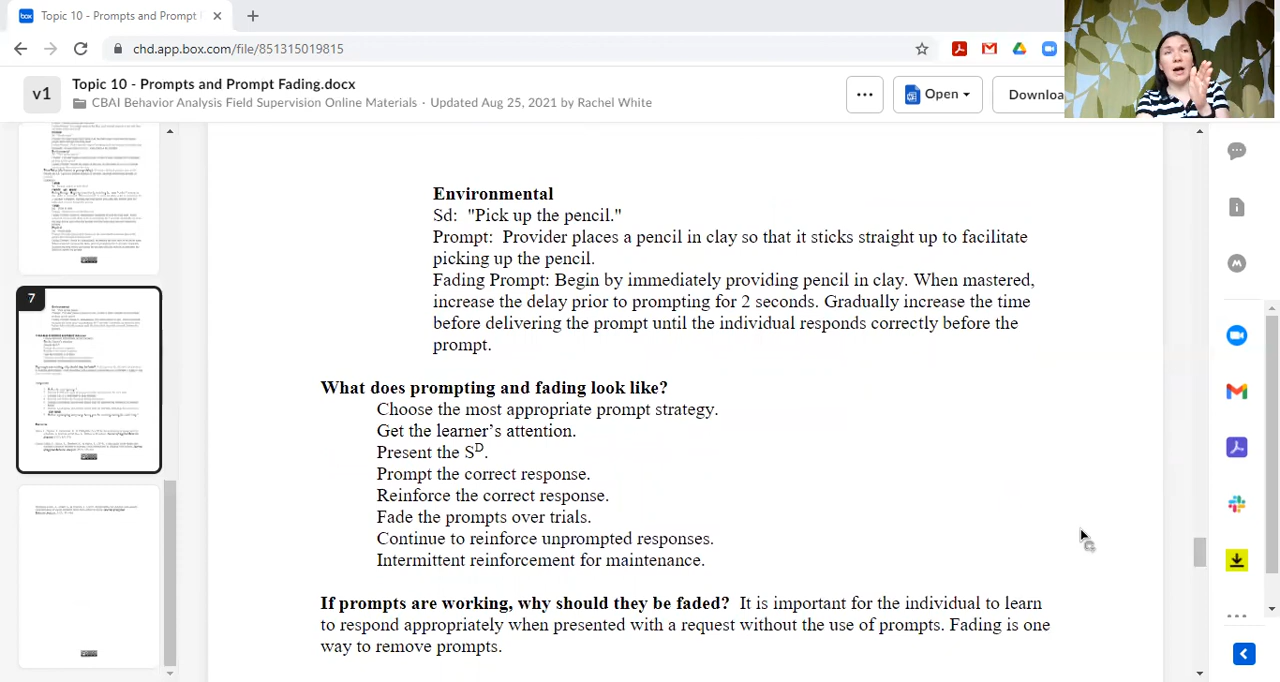 box
Topic 10 - Prompts and Prompt
chd.app.box.com/file/851315019815
v1
Topic 10 - Prompts and Prompt Fading.docx
CBAI Behavior Analysis Field Supervision Online Materials · Updated Aug 25, 2021 by Rachel White
Open
Downloa
7
Environmental
Sd: "Pick up the pencil."
Prompt: Provider places a pencil in clay so that it sticks straight up to facilitate
picking up the pencil.
Fading Prompt: Begin by immediately providing pencil in clay. When mastered,
increase the delay prior to prompting for 2 seconds. Gradually increase the time
before delivering the prompt until the individual responds correctly before the
prompt.
What does prompting and fading look like?
Choose the most appropriate prompt strategy.
Get the learner's attention.
Present the Sᴰ.
Prompt the correct response.
Reinforce the correct response.
Fade the prompts over trials.
Continue to reinforce unprompted responses.
Intermittent reinforcement for maintenance.
If prompts are working, why should they be faded? It is important for the individual to learn
to respond appropriately when presented with a request without the use of prompts. Fading is one
way to remove prompts.